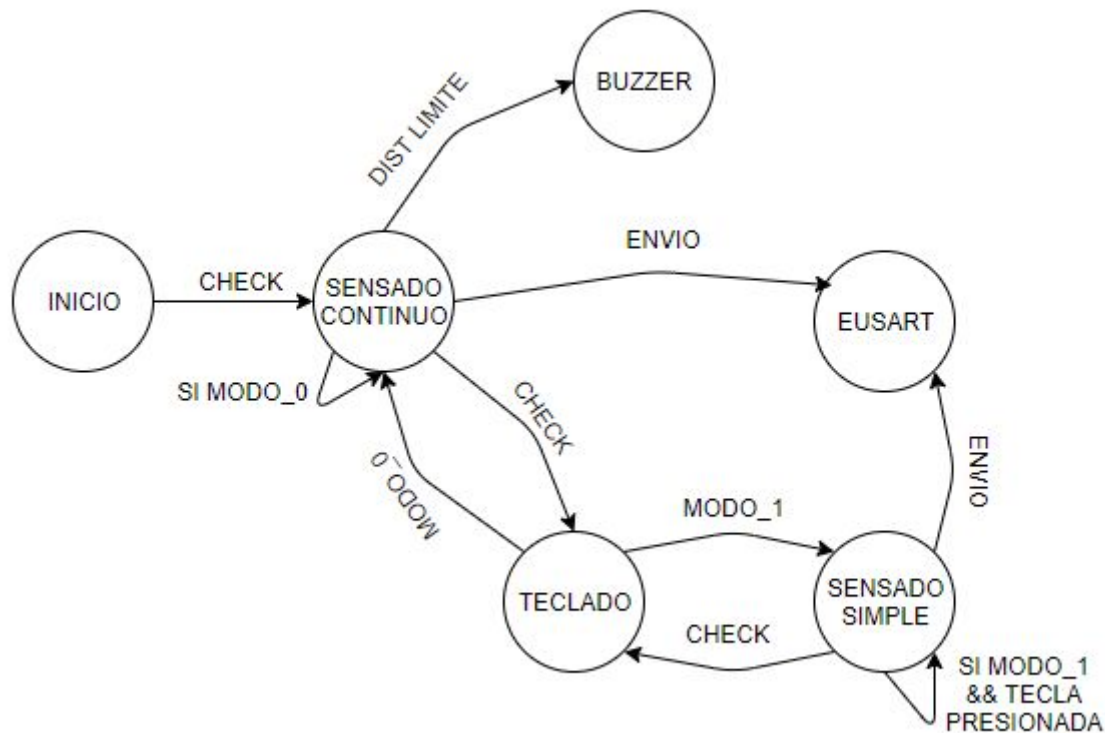 BUZZER
DIST LIMITE
ENVIO
INICIO
CHECK
SENSADO
CONTINUO
EUSART
SI MODO_0
CHECK
MODO_0
ENVIO
MODO_1
TECLADO
SENSADO
SIMPLE
CHECK
SI MODO_1
&& TECLA
PRESIONADA